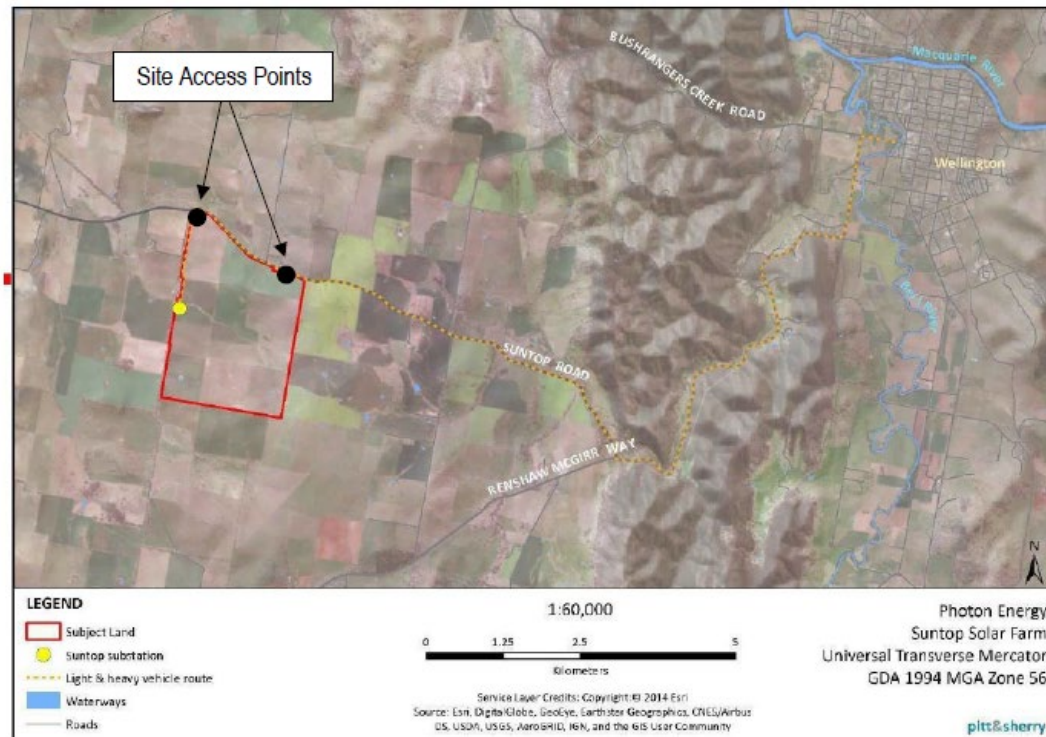 Site Access Points
BUSHRANGERS CREEK ROAD
Macquarie River
Wellington
Bell River
SUNTOP ROAD
RENSHAW MCGIRR WAY
N
LEGEND
Subject Land
Suntop substation
Light & heavy vehicle route
Waterways
Roads
1:60,000
0 1.25 2.5 5
Kilometers
Service Layer Credits: Copyright:© 2014 Esri
Source: Esri, DigitalGlobe, GeoEye, Earthstar Geographics, CNES/Airbus
DS, USDA, USGS, AeroGRID, IGN, and the GIS User Community
Photon Energy
Suntop Solar Farm
Universal Transverse Mercator
GDA 1994 MGA Zone 56
pitt&sherry